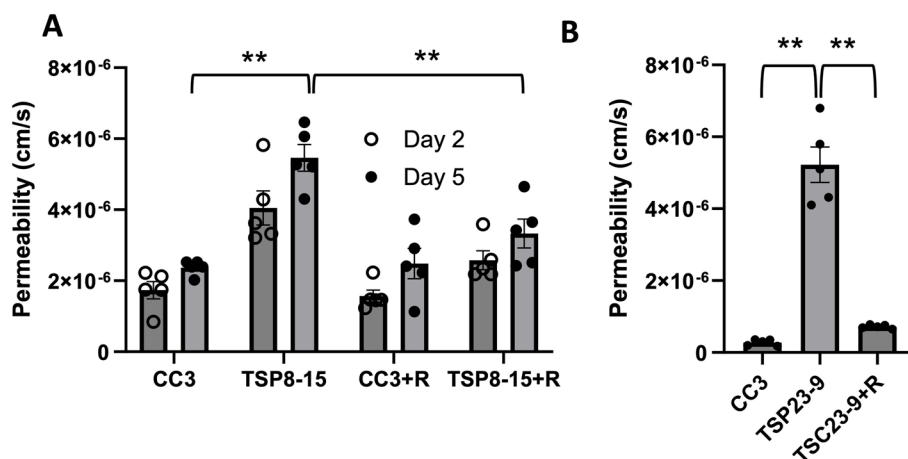 A
Permeability (cm/s)
8×10⁻⁶
6×10⁻⁶
4×10⁻⁶
2×10⁻⁶
0
**
**
Day 2
Day 5
CC3
TSP8-15
CC3+R
TSP8-15+R
B
Permeability (cm/s)
8×10⁻⁶
6×10⁻⁶
4×10⁻⁶
2×10⁻⁶
0
**
**
CC3
TSP23-9
TSC23-9+R